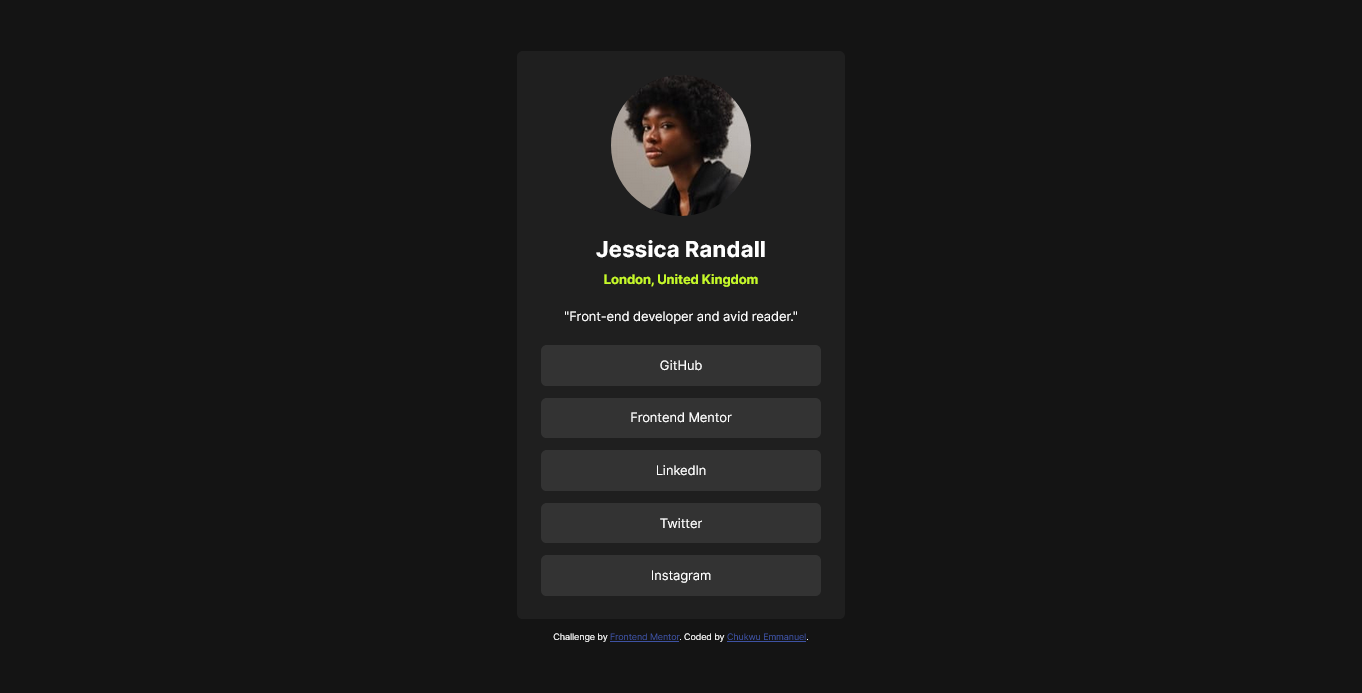 Jessica Randall
London, United Kingdom
"Front-end developer and avid reader."
GitHub
Frontend Mentor
LinkedIn
Twitter
Instagram
Challenge by Frontend Mentor. Coded by Chukwu Emmanuel.